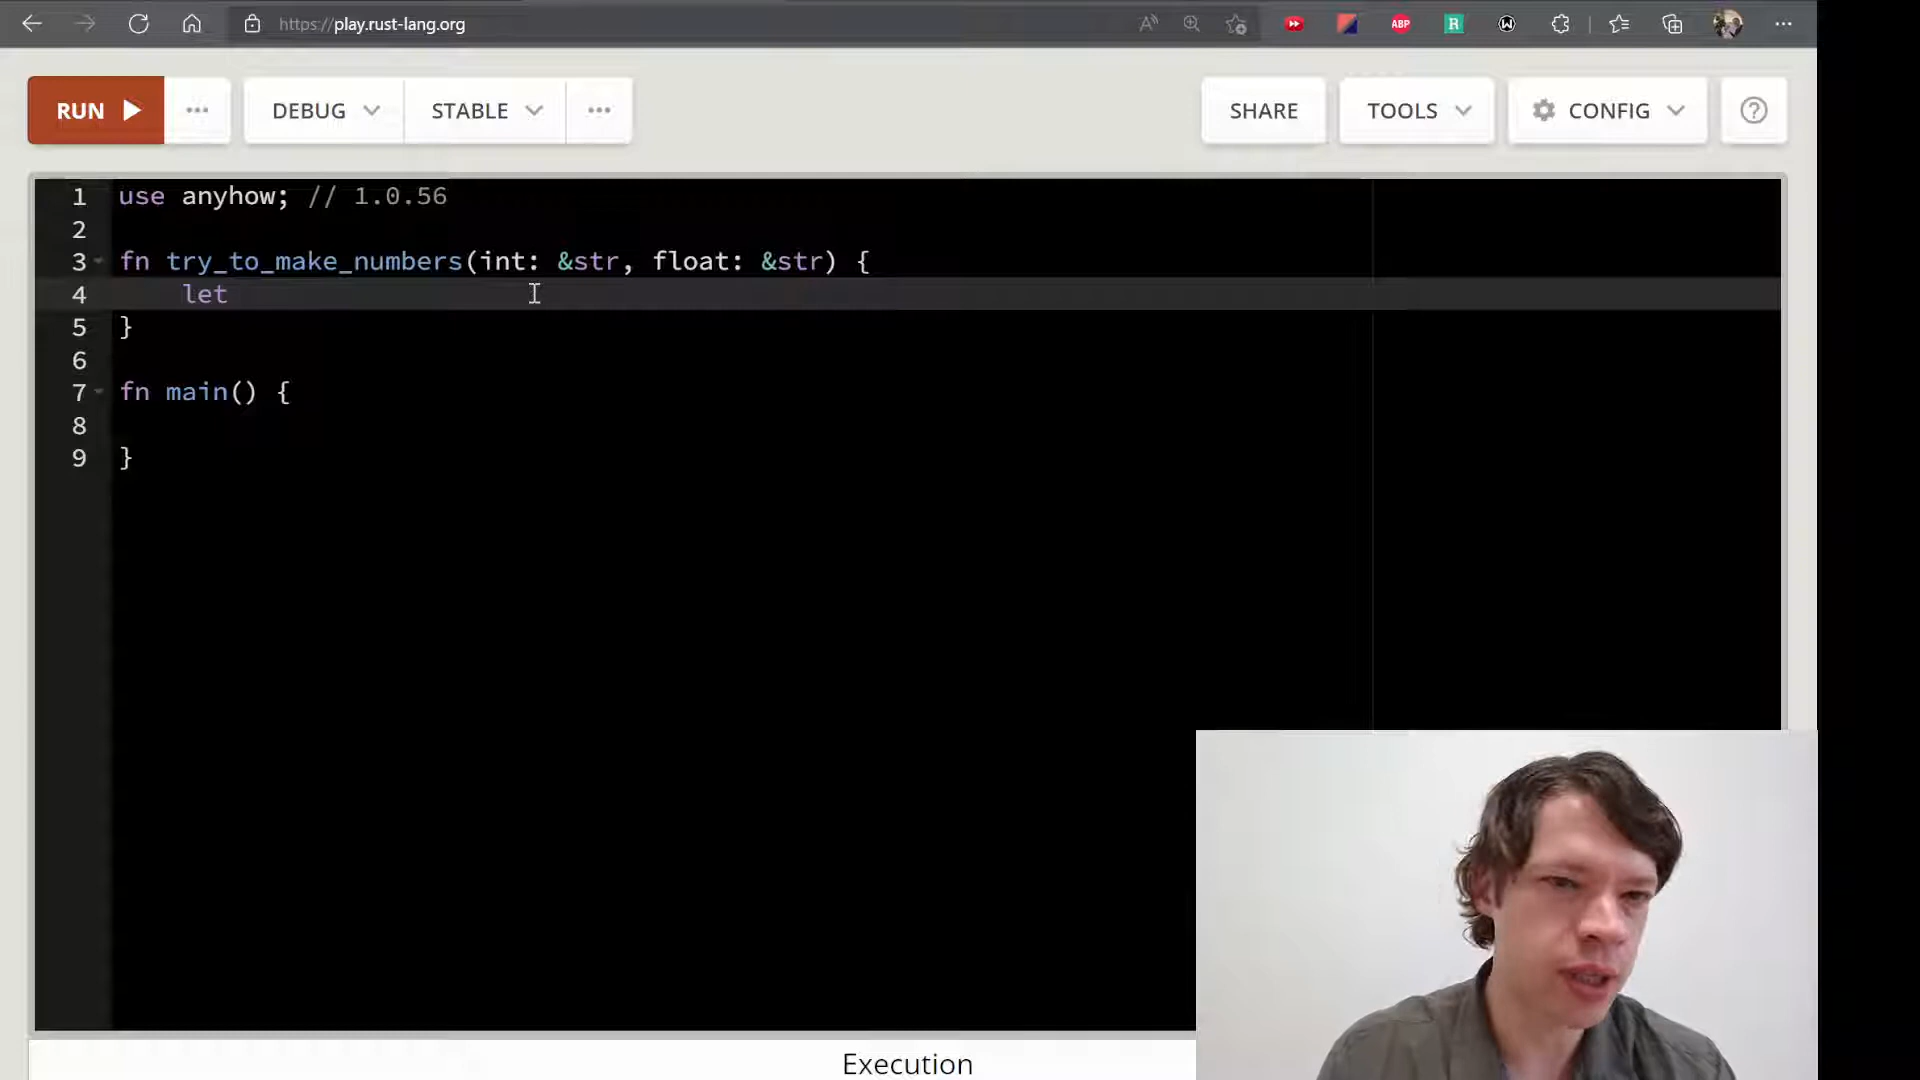 https://play.rust-lang.org
ABP
R
RUN
DEBUG
STABLE
SHARE
TOOLS
CONFIG
1 use anyhow; // 1.0.56
2
3 fn try_to_make_numbers(int: &str, float: &str) {
4 let
5 }
6
7 fn main() {
8
9 }
Execution